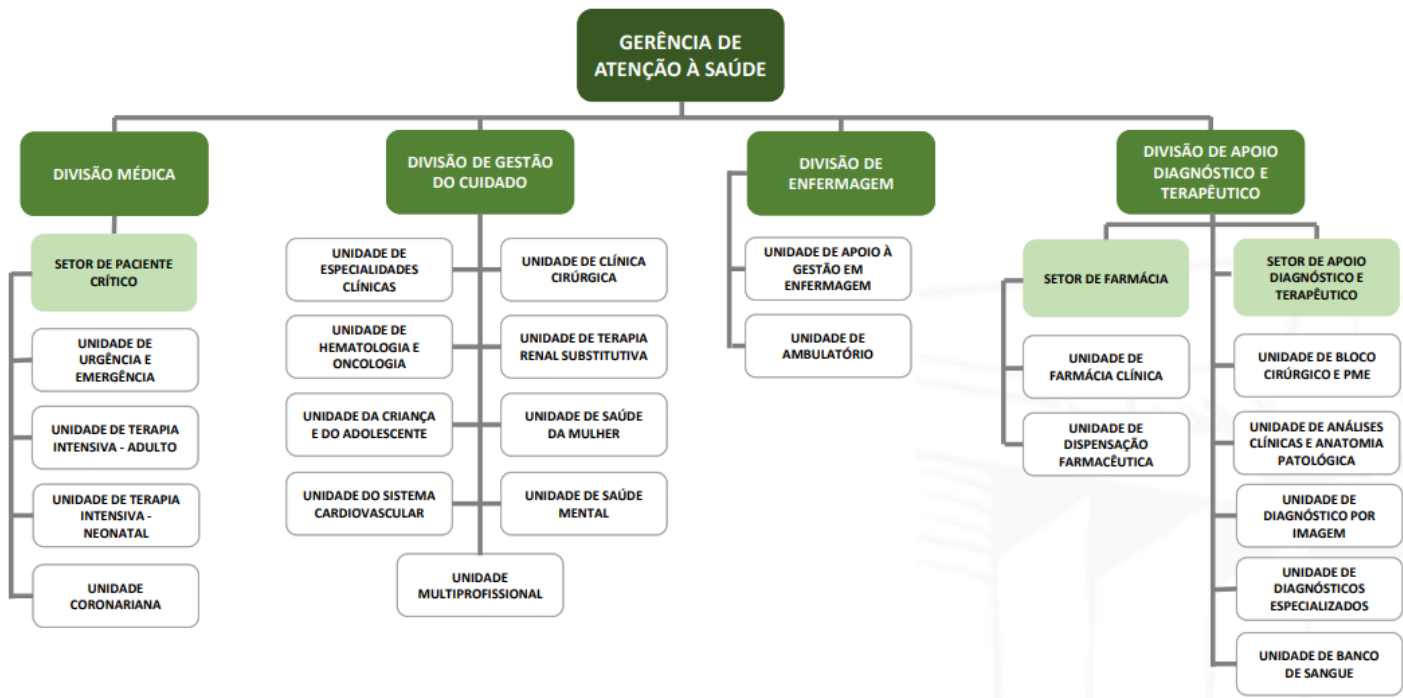 GERÊNCIA DE
ATENÇÃO À SAÚDE
DIVISÃO MÉDICA
SETOR DE PACIENTE
CRÍTICO
UNIDADE DE
URGÊNCIA E
EMERGÊNCIA
UNIDADE DE TERAPIA
INTENSIVA - ADULTO
UNIDADE DE TERAPIA
INTENSIVA -
NEONATAL
UNIDADE
CORONARIANA
DIVISÃO DE GESTÃO
DO CUIDADO
UNIDADE DE
ESPECIALIDADES
CLÍNICAS
UNIDADE DE CLÍNICA
CIRÚRGICA
UNIDADE DE
HEMATOLOGIA E
ONCOLOGIA
UNIDADE DE TERAPIA
RENAL SUBSTITUTIVA
UNIDADE DA CRIANÇA
E DO ADOLESCENTE
UNIDADE DE SAÚDE
DA MULHER
UNIDADE DO SISTEMA
CARDIOVASCULAR
UNIDADE DE SAÚDE
MENTAL
UNIDADE
MULTIPROFISSIONAL
DIVISÃO DE
ENFERMAGEM
UNIDADE DE APOIO À
GESTÃO EM
ENFERMAGEM
UNIDADE DE
AMBULATÓRIO
DIVISÃO DE APOIO
DIAGNÓSTICO E
TERAPÊUTICO
SETOR DE FARMÁCIA
UNIDADE DE
FARMÁCIA CLÍNICA
UNIDADE DE
DISPENSAÇÃO
FARMACÊUTICA
SETOR DE APOIO
DIAGNÓSTICO E
TERAPÊUTICO
UNIDADE DE BLOCO
CIRÚRGICO E PME
UNIDADE DE ANÁLISES
CLÍNICAS E ANATOMIA
PATOLÓGICA
UNIDADE DE
DIAGNÓSTICO POR
IMAGEM
UNIDADE DE
DIAGNÓSTICOS
ESPECIALIZADOS
UNIDADE DE BANCO
DE SANGUE